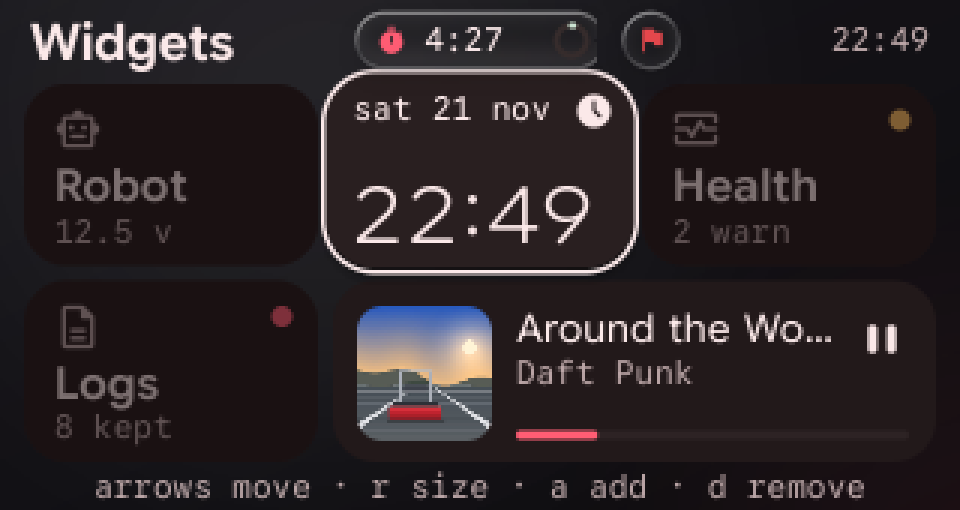 Widgets
4:27
22:49
Robot
12.5 v
sat 21 nov
22:49
Health
2 warn
Logs
8 kept
Around the Wo…
Daft Punk
arrows move · r size · a add · d remove